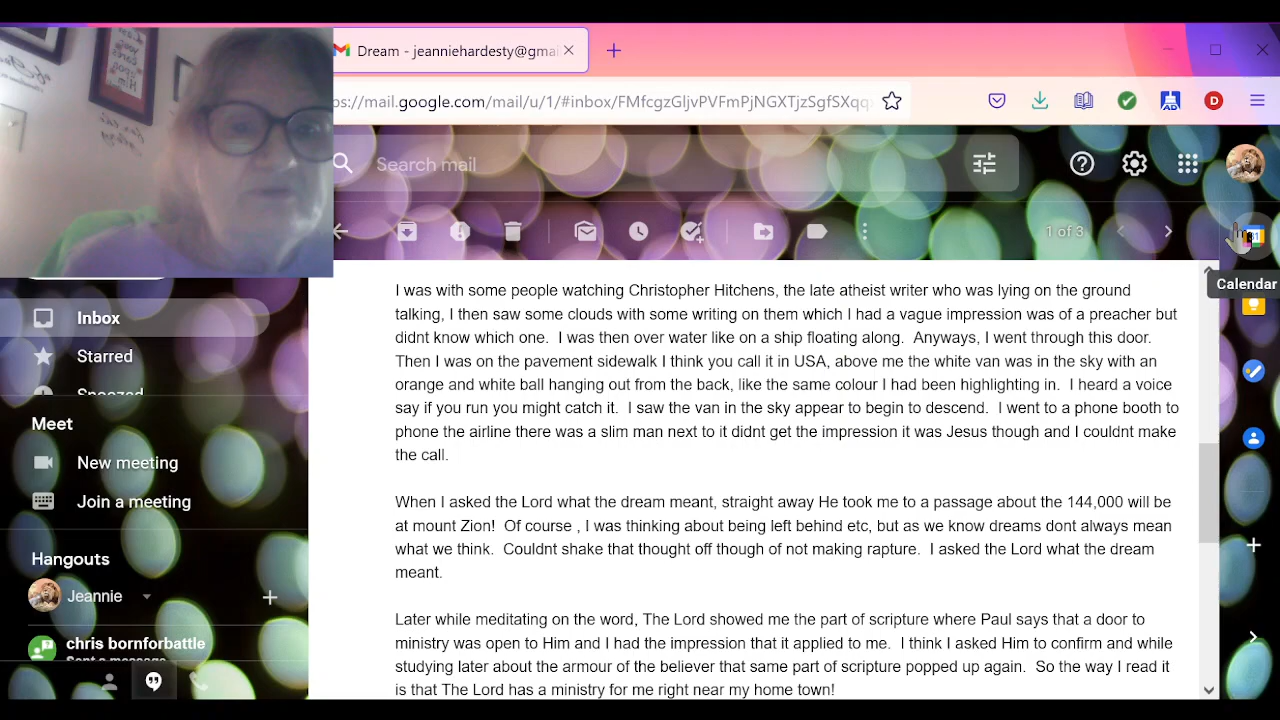 Dream - jeanniehardesty@gmai
ps://mail.google.com/mail/u/1/#inbox/FMfcgzGljvPVFmPjNGXTjzSgfSXqqx
AD
D
Search mail
1 of 3
31
Calendar
Inbox
Starred
Snoozed
Meet
New meeting
Join a meeting
Hangouts
Jeannie
chris bornforbattle
Sent a message
I was with some people watching Christopher Hitchens, the late atheist writer who was lying on the ground
talking, I then saw some clouds with some writing on them which I had a vague impression was of a preacher but
didnt know which one.  I was then over water like on a ship floating along.  Anyways, I went through this door.
Then I was on the pavement sidewalk I think you call it in USA, above me the white van was in the sky with an
orange and white ball hanging out from the back, like the same colour I had been highlighting in.  I heard a voice
say if you run you might catch it.  I saw the van in the sky appear to begin to descend.  I went to a phone booth to
phone the airline there was a slim man next to it didnt get the impression it was Jesus though and I couldnt make
the call.
When I asked the Lord what the dream meant, straight away He took me to a passage about the 144,000 will be
at mount Zion!  Of course , I was thinking about being left behind etc, but as we know dreams dont always mean
what we think.  Couldnt shake that thought off though of not making rapture.  I asked the Lord what the dream
meant.
Later while meditating on the word, The Lord showed me the part of scripture where Paul says that a door to
ministry was open to Him and I had the impression that it applied to me.  I think I asked Him to confirm and while
studying later about the armour of the believer that same part of scripture popped up again.  So the way I read it
is that The Lord has a ministry for me right near my home town!